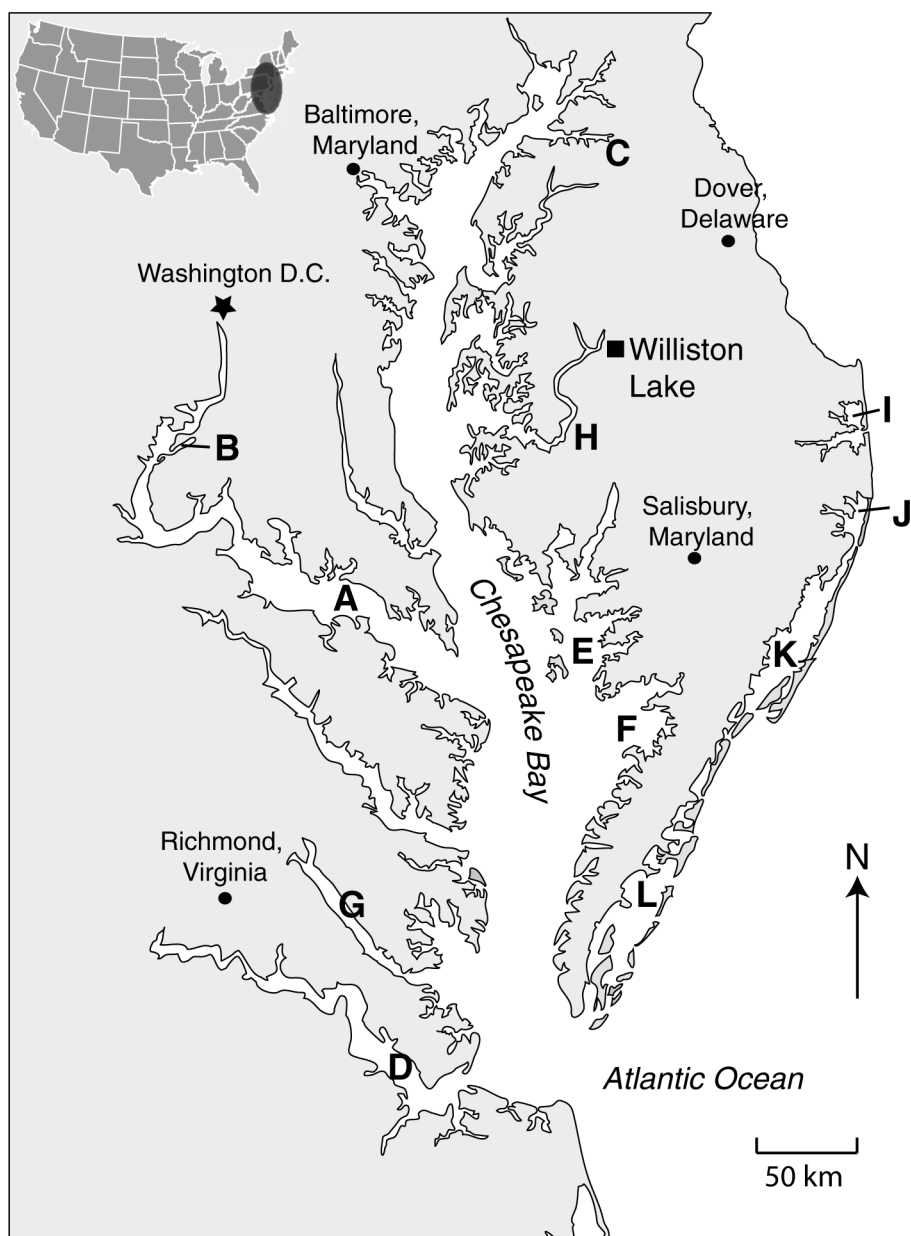 Baltimore,
Maryland
C
Dover,
Delaware
Washington D.C.
Williston
Lake
I
H
B
J
Salisbury,
Maryland
A
Chesapeake Bay
E
K
F
Richmond,
Virginia
N
L
G
D
Atlantic Ocean
50 km